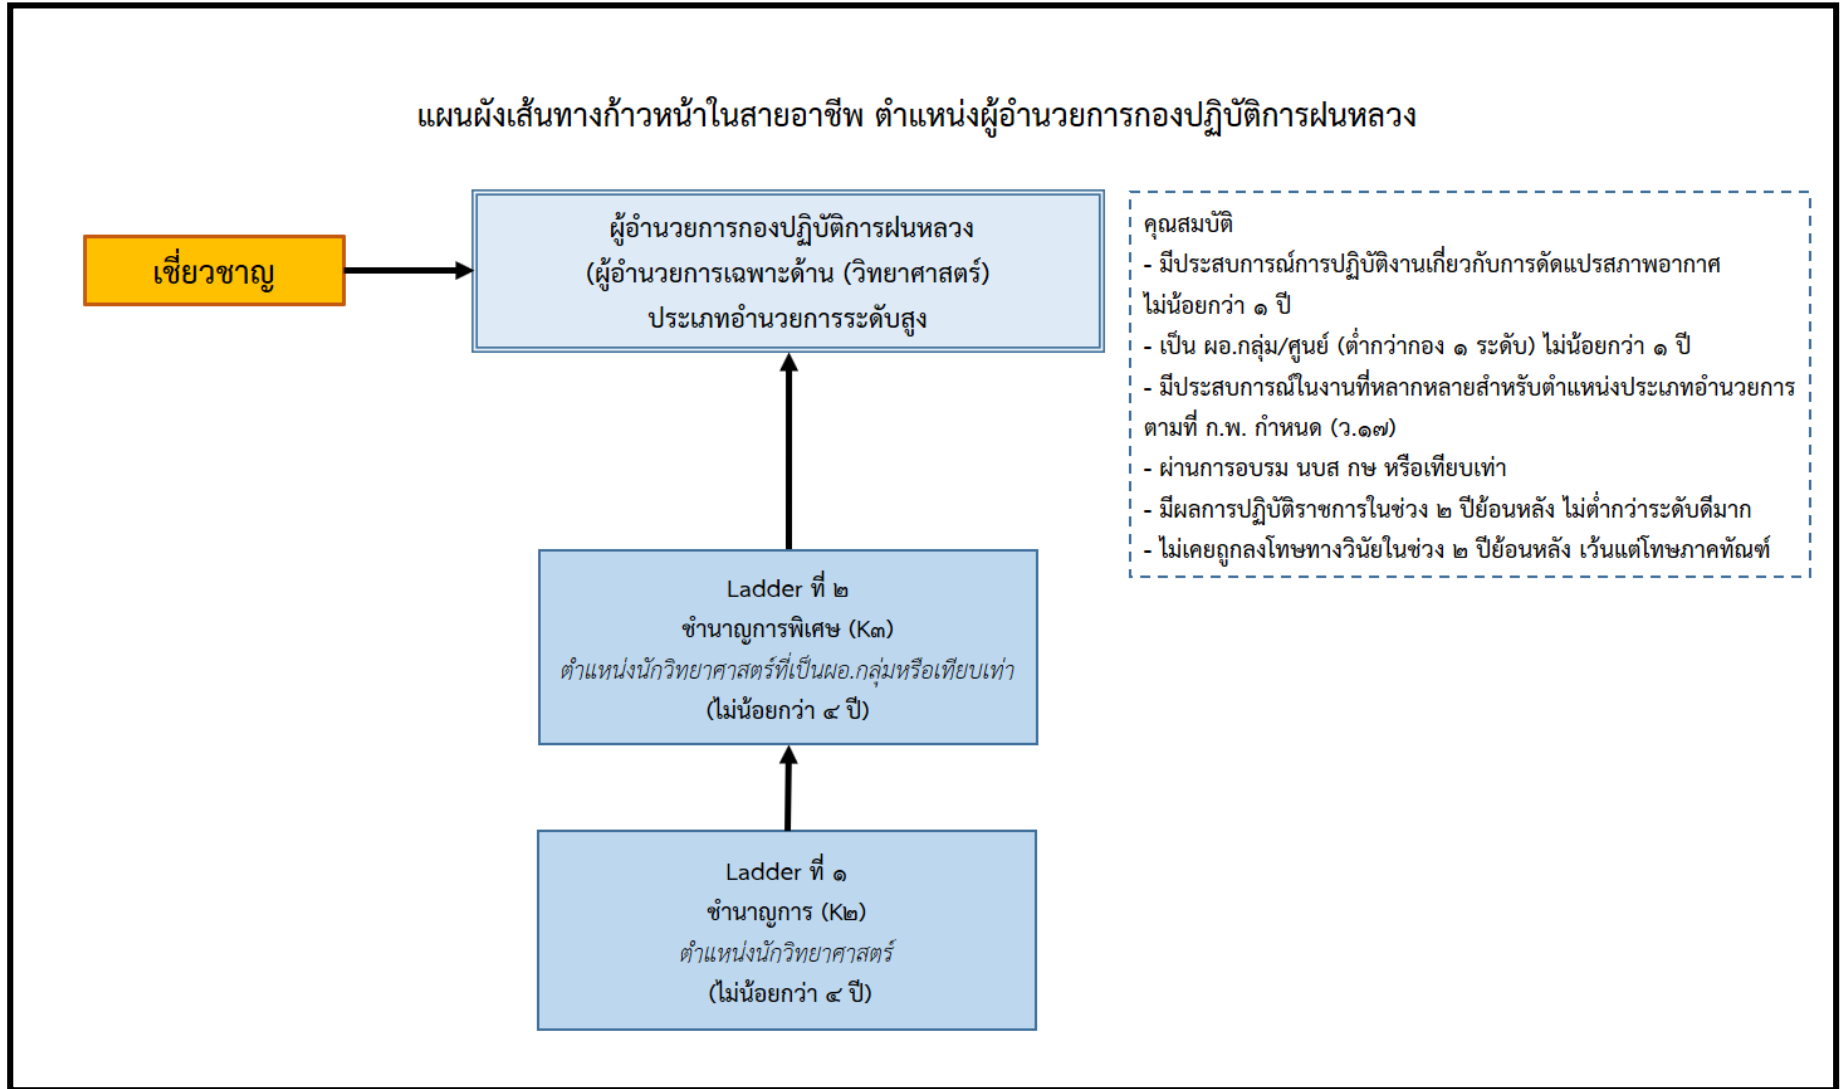 แผนผังเส้นทางก้าวหน้าในสายอาชีพ ตำแหน่งผู้อำนวยการกองปฏิบัติการฝนหลวง
เชี่ยวชาญ
ผู้อำนวยการกองปฏิบัติการฝนหลวง
(ผู้อำนวยการเฉพาะด้าน (วิทยาศาสตร์)
ประเภทอำนวยการระดับสูง
คุณสมบัติ
- มีประสบการณ์การปฏิบัติงานเกี่ยวกับการดัดแปรสภาพอากาศ
ไม่น้อยกว่า ๑ ปี
- เป็น ผอ.กลุ่ม/ศูนย์ (ต่ำกว่ากอง ๑ ระดับ) ไม่น้อยกว่า ๑ ปี
- มีประสบการณ์ในงานที่หลากหลายสำหรับตำแหน่งประเภทอำนวยการ
ตามที่ ก.พ. กำหนด (ว.๑๗)
- ผ่านการอบรม นบส กษ หรือเทียบเท่า
- มีผลการปฏิบัติราชการในช่วง ๒ ปีย้อนหลัง ไม่ต่ำกว่าระดับดีมาก
- ไม่เคยถูกลงโทษทางวินัยในช่วง ๒ ปีย้อนหลัง เว้นแต่โทษภาคทัณฑ์
Ladder ที่ ๒
ชำนาญการพิเศษ (K๓)
ตำแหน่งนักวิทยาศาสตร์ที่เป็นผอ.กลุ่มหรือเทียบเท่า
(ไม่น้อยกว่า ๔ ปี)
Ladder ที่ ๑
ชำนาญการ (K๒)
ตำแหน่งนักวิทยาศาสตร์
(ไม่น้อยกว่า ๔ ปี)